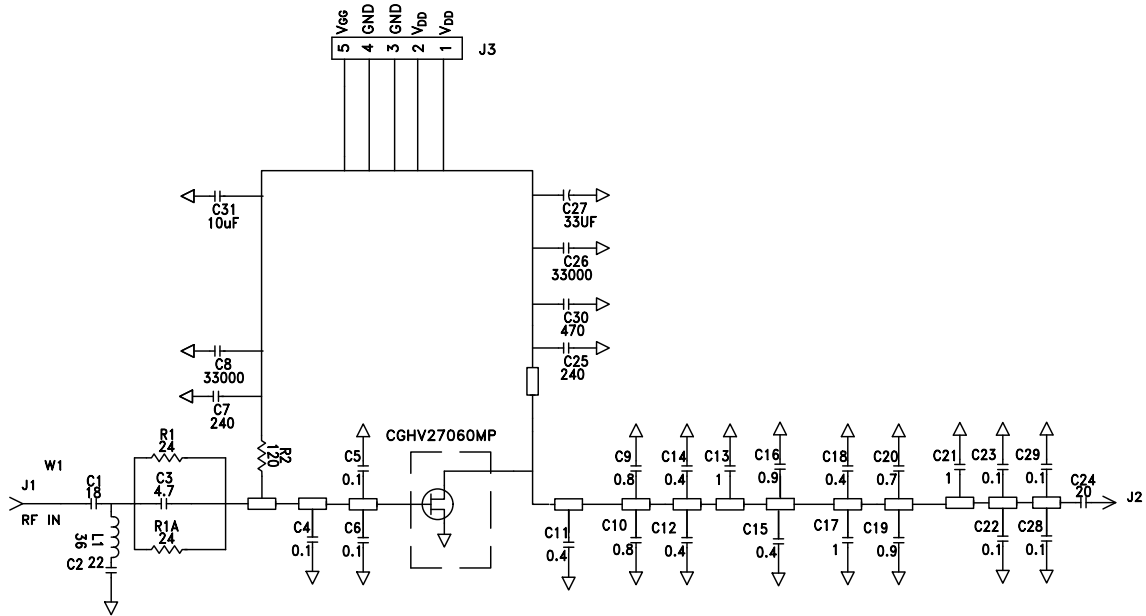 VGG
GND
GND
VDD
VDD
5
4
3
2
1
J3
C31
10uF
C27
33UF
C26
33000
C30
470
C8
33000
C25
240
C7
240
R2
120
CGHV27060MP
R1
24
W1
C5
0.1
C9
0.8
C14
0.4
C13
1
C16
0.9
C18
0.4
C20
0.7
C21
1
C23
0.1
C29
0.1
C24
20
J1
C1
18
C3
4.7
J2
RF IN
R1A
24
L1
36
C2 22
C4
0.1
C6
0.1
C11
0.4
C10
0.8
C12
0.4
C15
0.4
C17
1
C19
0.9
C22
0.1
C28
0.1